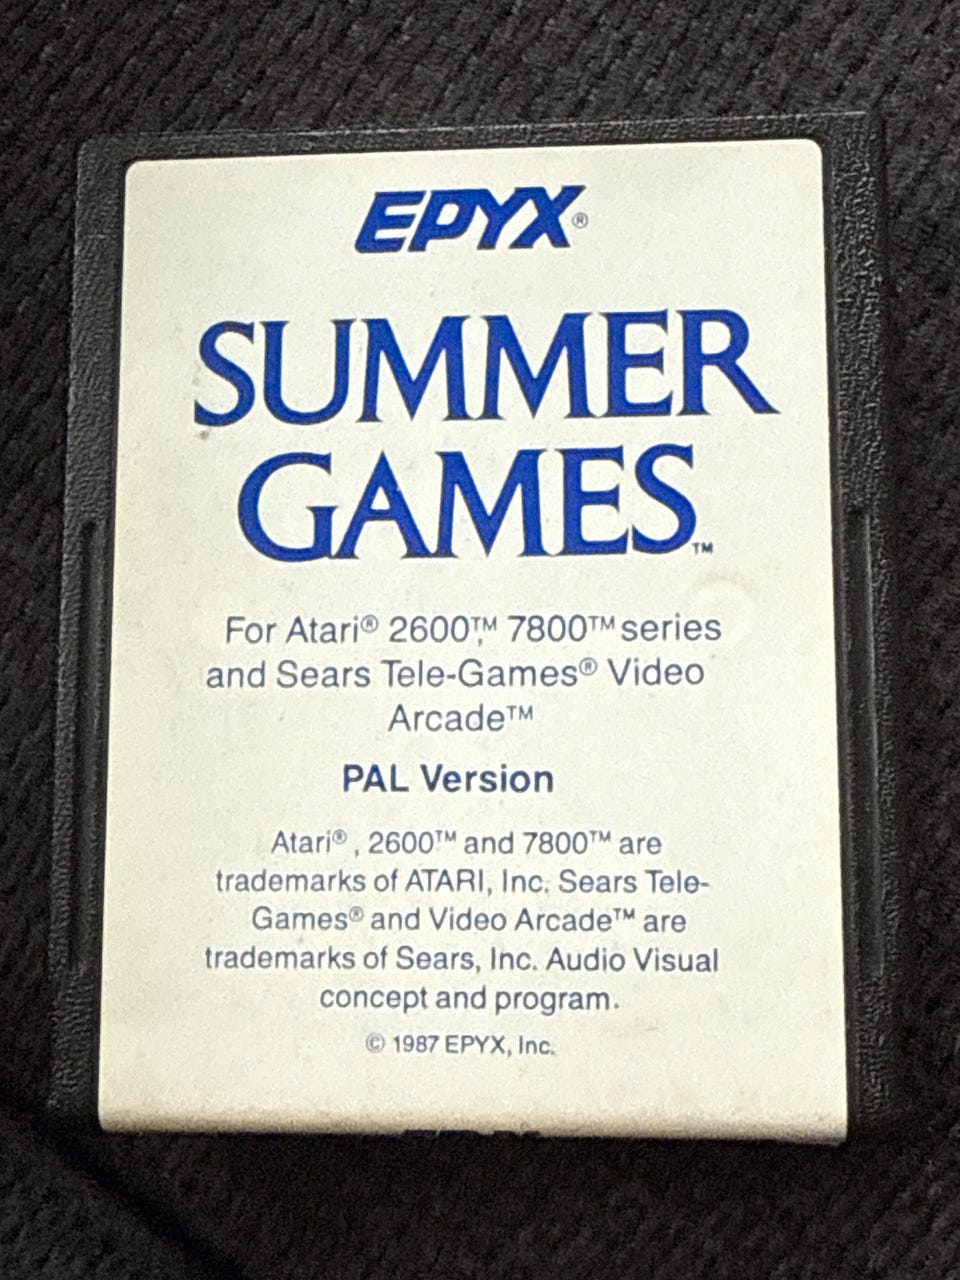 EPYX®
SUMMER
GAMES™
For Atari® 2600™, 7800™ series
and Sears Tele-Games® Video
Arcade™
PAL Version
Atari®, 2600™ and 7800™ are
trademarks of ATARI, Inc. Sears Tele-
Games® and Video Arcade™ are
trademarks of Sears, Inc. Audio Visual
concept and program.
© 1987 EPYX, Inc.